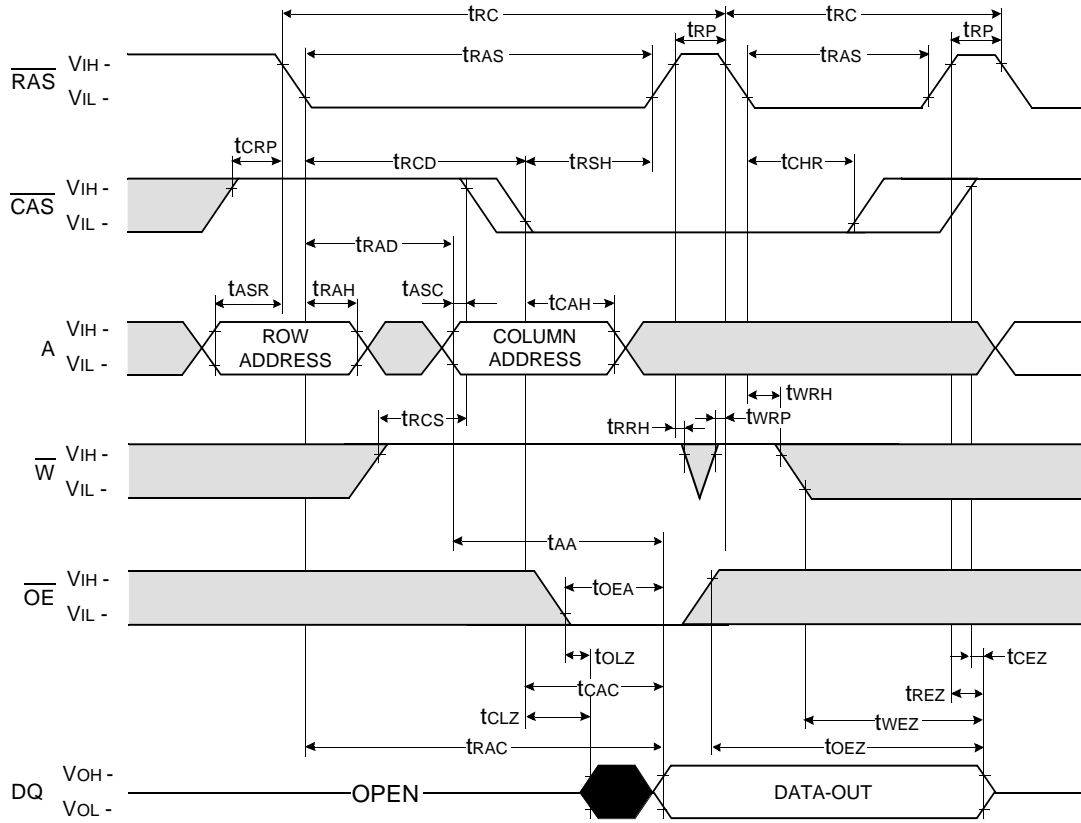 tRC tRC
tRP tRP
RAS VIH - tRAS tRAS
VIL -
tCRP tRCD tRSH tCHR
CAS VIH -
VIL -
tRAD
tASR tRAH tASC tCAH
A VIH - ROW ADDRESS COLUMN ADDRESS
VIL -
tWRH
tRCS tRRH tWRP
W VIH -
VIL -
tAA
OE VIH - tOEA
VIL -
tOLZ tCEZ
tCAC tREZ
tCLZ tWEZ
tRAC tOEZ
DQ VOH - OPEN DATA-OUT
VOL -